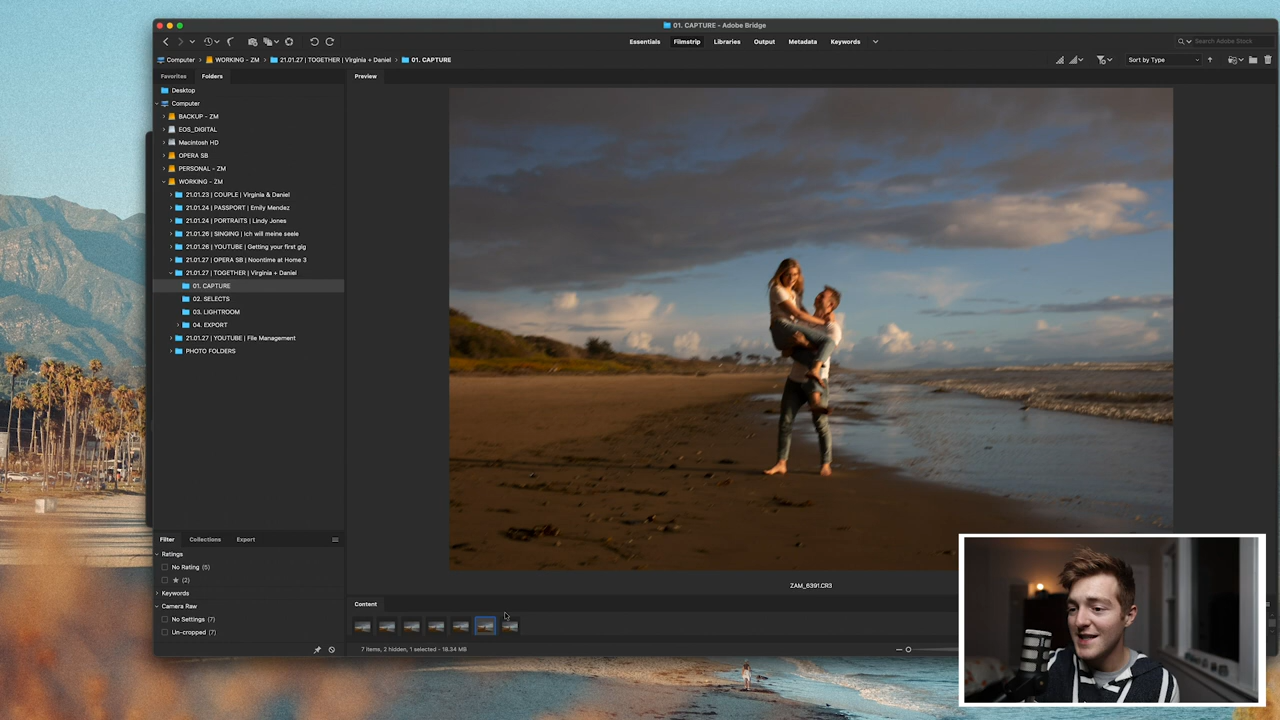 01. CAPTURE - Adobe Bridge
Essentials Filmstrip Libraries Output Metadata Keywords Search Adobe Stock
Computer WORKING - ZM 21.01.27 | TOGETHER | Virginia + Daniel 01. CAPTURE Sort by Type
Favorites Folders Preview
Desktop
Computer
BACKUP - ZM
EOS_DIGITAL
Macintosh HD
OPERA SB
PERSONAL - ZM
WORKING - ZM
21.01.23 | COUPLE | Virginia & Daniel
21.01.24 | PASSPORT | Emily Mendez
21.01.24 | PORTRAITS | Lindy Jones
21.01.26 | SINGING | ich will meine seele
21.01.26 | YOUTUBE | Getting your first gig
21.01.27 | OPERA SB | Noontime at Home 3
21.01.27 | TOGETHER | Virginia + Daniel
01. CAPTURE
02. SELECTS
03. LIGHTROOM
04. EXPORT
21.01.27 | YOUTUBE | File Management
PHOTO FOLDERS
Filter Collections Export
Ratings
No Rating (5)
★ (2)
Keywords
Camera Raw
No Settings (7)
Un-cropped (7)
ZAM_6391.CR3
Content
7 items, 2 hidden, 1 selected - 18.34 MB